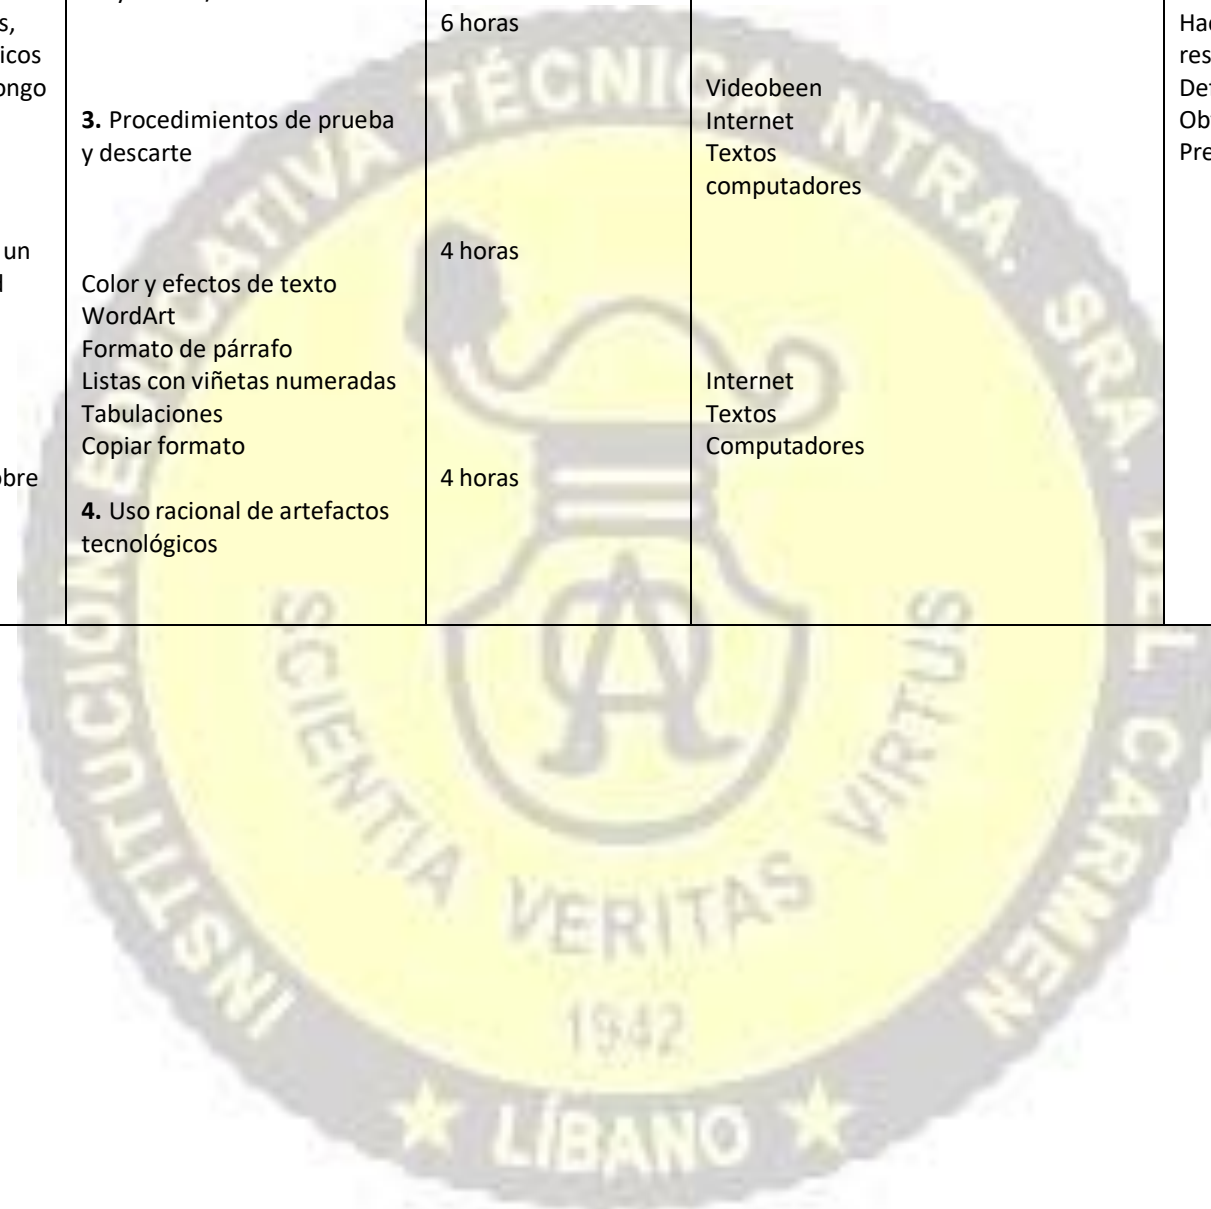 s,
icos
ongo
un
obre
3. Procedimientos de prueba
y descarte
Color y efectos de texto
WordArt
Formato de párrafo
Listas con viñetas numeradas
Tabulaciones
Copiar formato
4. Uso racional de artefactos
tecnológicos
6 horas
4 horas
4 horas
Videobeen
Internet
Textos
computadores
Internet
Textos
Computadores
res
Pre
INSTITUCIÓN EDUCATIVA TÉCNICA NTRA. SRA. DEL CARMEN
SCIENTIA VERITAS VIRTUS
1942
LÍBANO